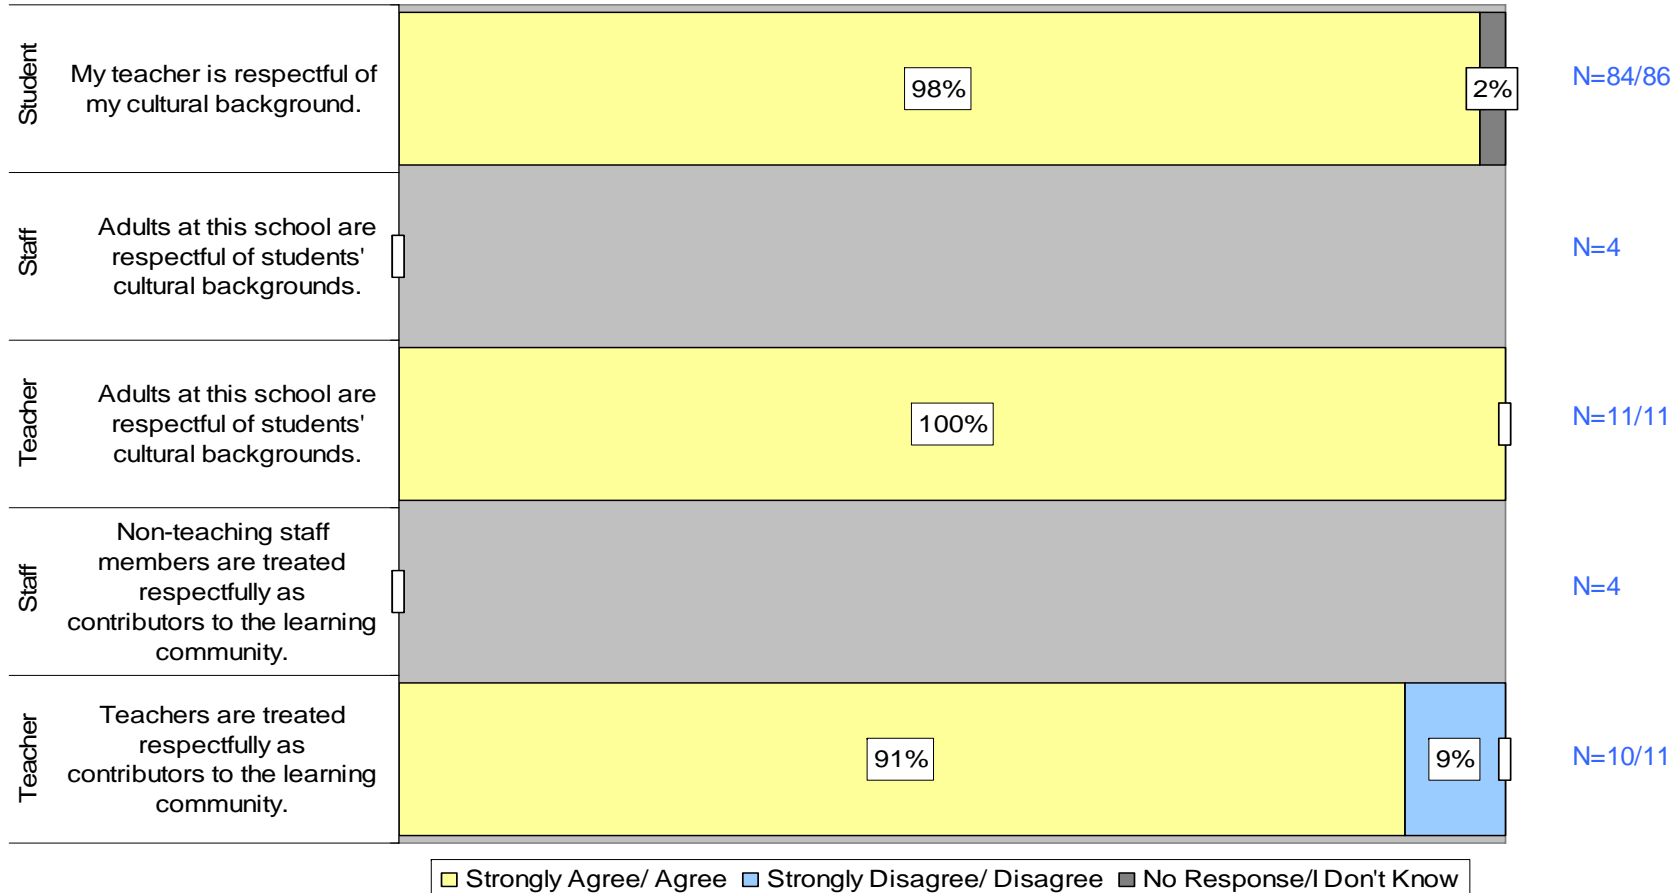 Student
My teacher is respectful of
my cultural background.
98%
2%
N=84/86
Staff
Adults at this school are
respectful of students'
cultural backgrounds.
N=4
Teacher
Adults at this school are
respectful of students'
cultural backgrounds.
100%
N=11/11
Staff
Non-teaching staff
members are treated
respectfully as
contributors to the learning
community.
N=4
Teacher
Teachers are treated
respectfully as
contributors to the learning
community.
91%
9%
N=10/11
Strongly Agree/ Agree
Strongly Disagree/ Disagree
No Response/I Don't Know